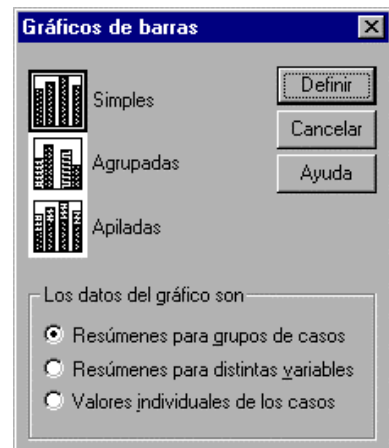 Gráficos de barras
Simples
Agrupadas
Apiladas
Definir
Cancelar
Ayuda
Los datos del gráfico son
Resúmenes para grupos de casos
Resúmenes para distintas variables
Valores individuales de los casos